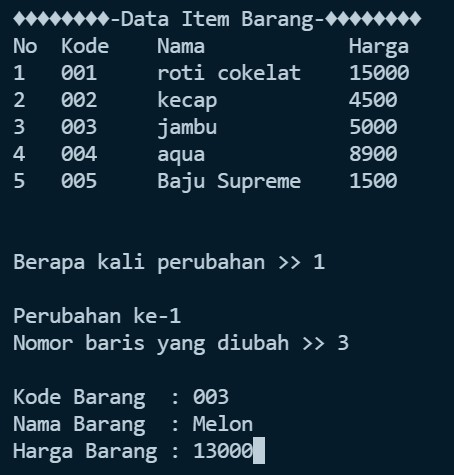 ♦♦♦♦♦♦♦♦-Data Item Barang-♦♦♦♦♦♦♦♦
No Kode Nama Harga
1 001 roti cokelat 15000
2 002 kecap 4500
3 003 jambu 5000
4 004 aqua 8900
5 005 Baju Supreme 1500
Berapa kali perubahan >> 1
Perubahan ke-1
Nomor baris yang diubah >> 3
Kode Barang : 003
Nama Barang : Melon
Harga Barang : 13000